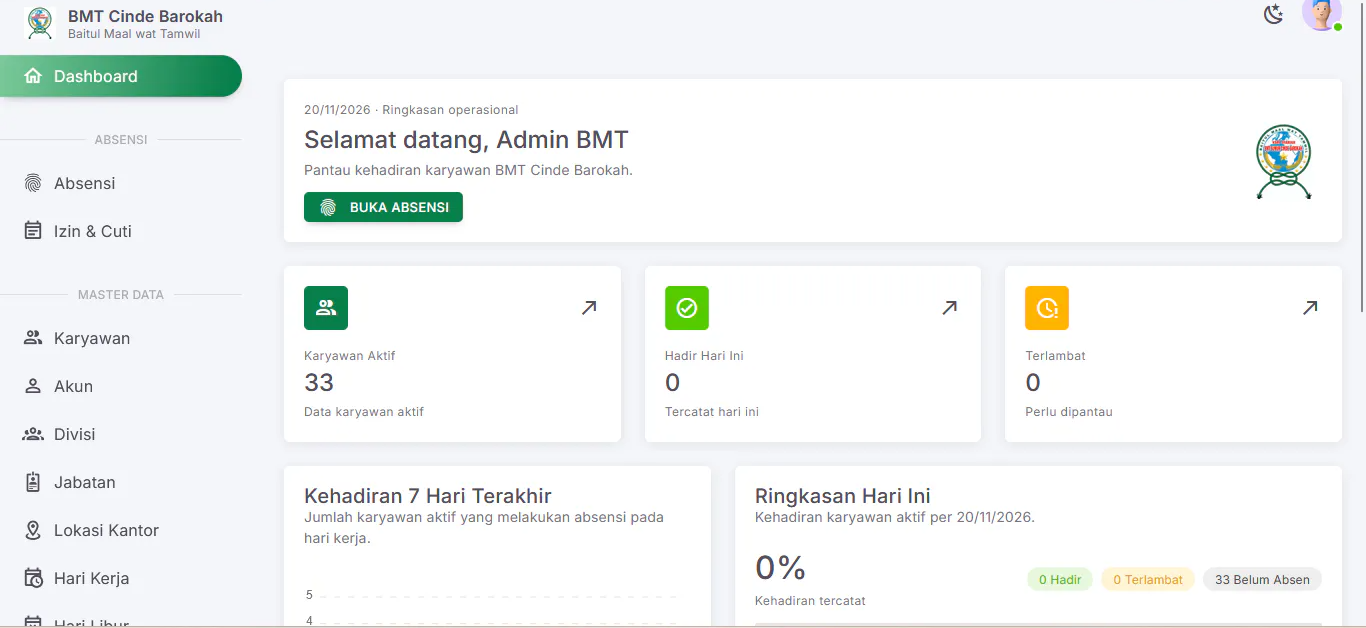 BMT Cinde Barokah
Baitul Maal wat Tamwil
Dashboard
ABSENSI
Absensi
Izin & Cuti
MASTER DATA
Karyawan
Akun
Divisi
Jabatan
Lokasi Kantor
Hari Kerja
Hari Libur
20/11/2026 · Ringkasan operasional
Selamat datang, Admin BMT
Pantau kehadiran karyawan BMT Cinde Barokah.
BUKA ABSENSI
Karyawan Aktif
33
Data karyawan aktif
Hadir Hari Ini
0
Tercatat hari ini
Terlambat
0
Perlu dipantau
Kehadiran 7 Hari Terakhir
Jumlah karyawan aktif yang melakukan absensi pada
hari kerja.
5
4
Ringkasan Hari Ini
Kehadiran karyawan aktif per 20/11/2026.
0%
Kehadiran tercatat
0 Hadir
0 Terlambat
33 Belum Absen